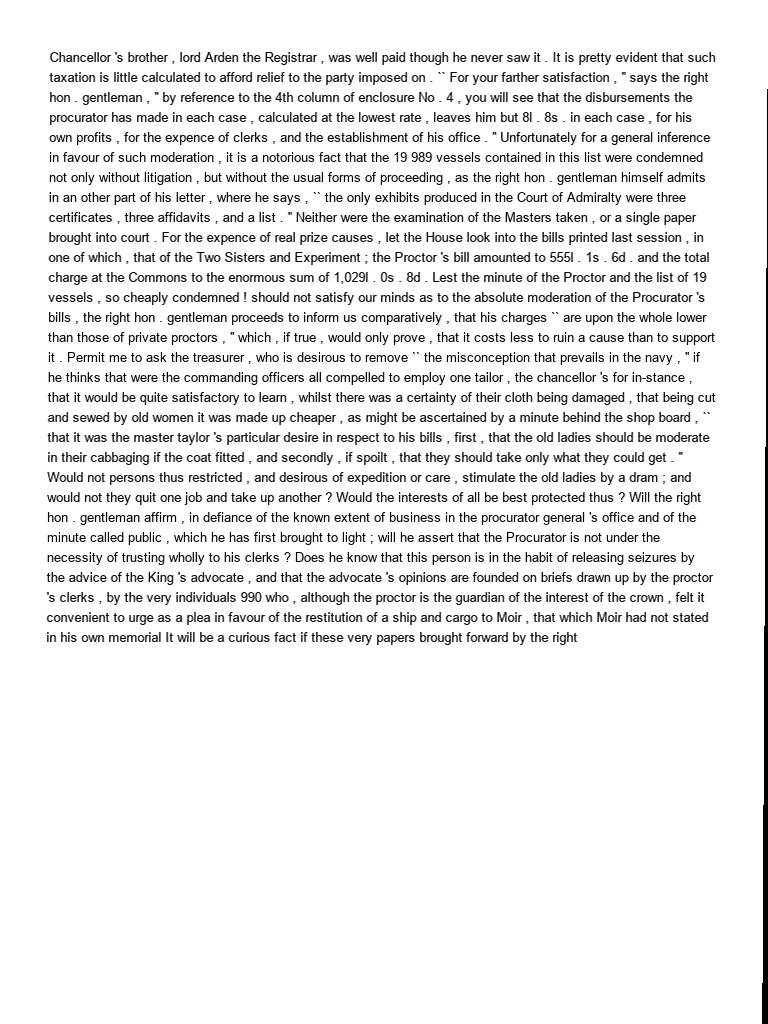 Chancellor 's brother , lord Arden the Registrar , was well paid though he never saw it . It is pretty evident that such
taxation is little calculated to afford relief to the party imposed on . `` For your farther satisfaction , " says the right
hon . gentleman , " by reference to the 4th column of enclosure No . 4 , you will see that the disbursements the
procurator has made in each case , calculated at the lowest rate , leaves him but 8l . 8s . in each case , for his
own profits , for the expence of clerks , and the establishment of his office . " Unfortunately for a general inference
in favour of such moderation , it is a notorious fact that the 19 989 vessels contained in this list were condemned
not only without litigation , but without the usual forms of proceeding , as the right hon . gentleman himself admits
in an other part of his letter , where he says , `` the only exhibits produced in the Court of Admiralty were three
certificates , three affidavits , and a list . " Neither were the examination of the Masters taken , or a single paper
brought into court . For the expence of real prize causes , let the House look into the bills printed last session , in
one of which , that of the Two Sisters and Experiment ; the Proctor 's bill amounted to 555l . 1s . 6d . and the total
charge at the Commons to the enormous sum of 1,029l . 0s . 8d . Lest the minute of the Proctor and the list of 19
vessels , so cheaply condemned ! should not satisfy our minds as to the absolute moderation of the Procurator 's
bills , the right hon . gentleman proceeds to inform us comparatively , that his charges `` are upon the whole lower
than those of private proctors , " which , if true , would only prove , that it costs less to ruin a cause than to support
it . Permit me to ask the treasurer , who is desirous to remove `` the misconception that prevails in the navy , " if
he thinks that were the commanding officers all compelled to employ one tailor , the chancellor 's for in-stance ,
that it would be quite satisfactory to learn , whilst there was a certainty of their cloth being damaged , that being cut
and sewed by old women it was made up cheaper , as might be ascertained by a minute behind the shop board , ``
that it was the master taylor 's particular desire in respect to his bills , first , that the old ladies should be moderate
in their cabbaging if the coat fitted , and secondly , if spoilt , that they should take only what they could get . "
Would not persons thus restricted , and desirous of expedition or care , stimulate the old ladies by a dram ; and
would not they quit one job and take up another ? Would the interests of all be best protected thus ? Will the right
hon . gentleman affirm , in defiance of the known extent of business in the procurator general 's office and of the
minute called public , which he has first brought to light ; will he assert that the Procurator is not under the
necessity of trusting wholly to his clerks ? Does he know that this person is in the habit of releasing seizures by
the advice of the King 's advocate , and that the advocate 's opinions are founded on briefs drawn up by the proctor
's clerks , by the very individuals 990 who , although the proctor is the guardian of the interest of the crown , felt it
convenient to urge as a plea in favour of the restitution of a ship and cargo to Moir , that which Moir had not stated
in his own memorial It will be a curious fact if these very papers brought forward by the right